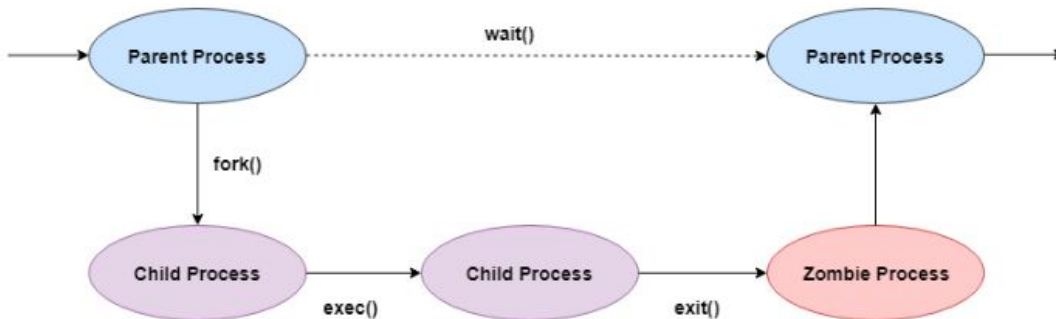 wait()
Parent Process
Parent Process
fork()
Child Process
Child Process
Zombie Process
exec()
exit()